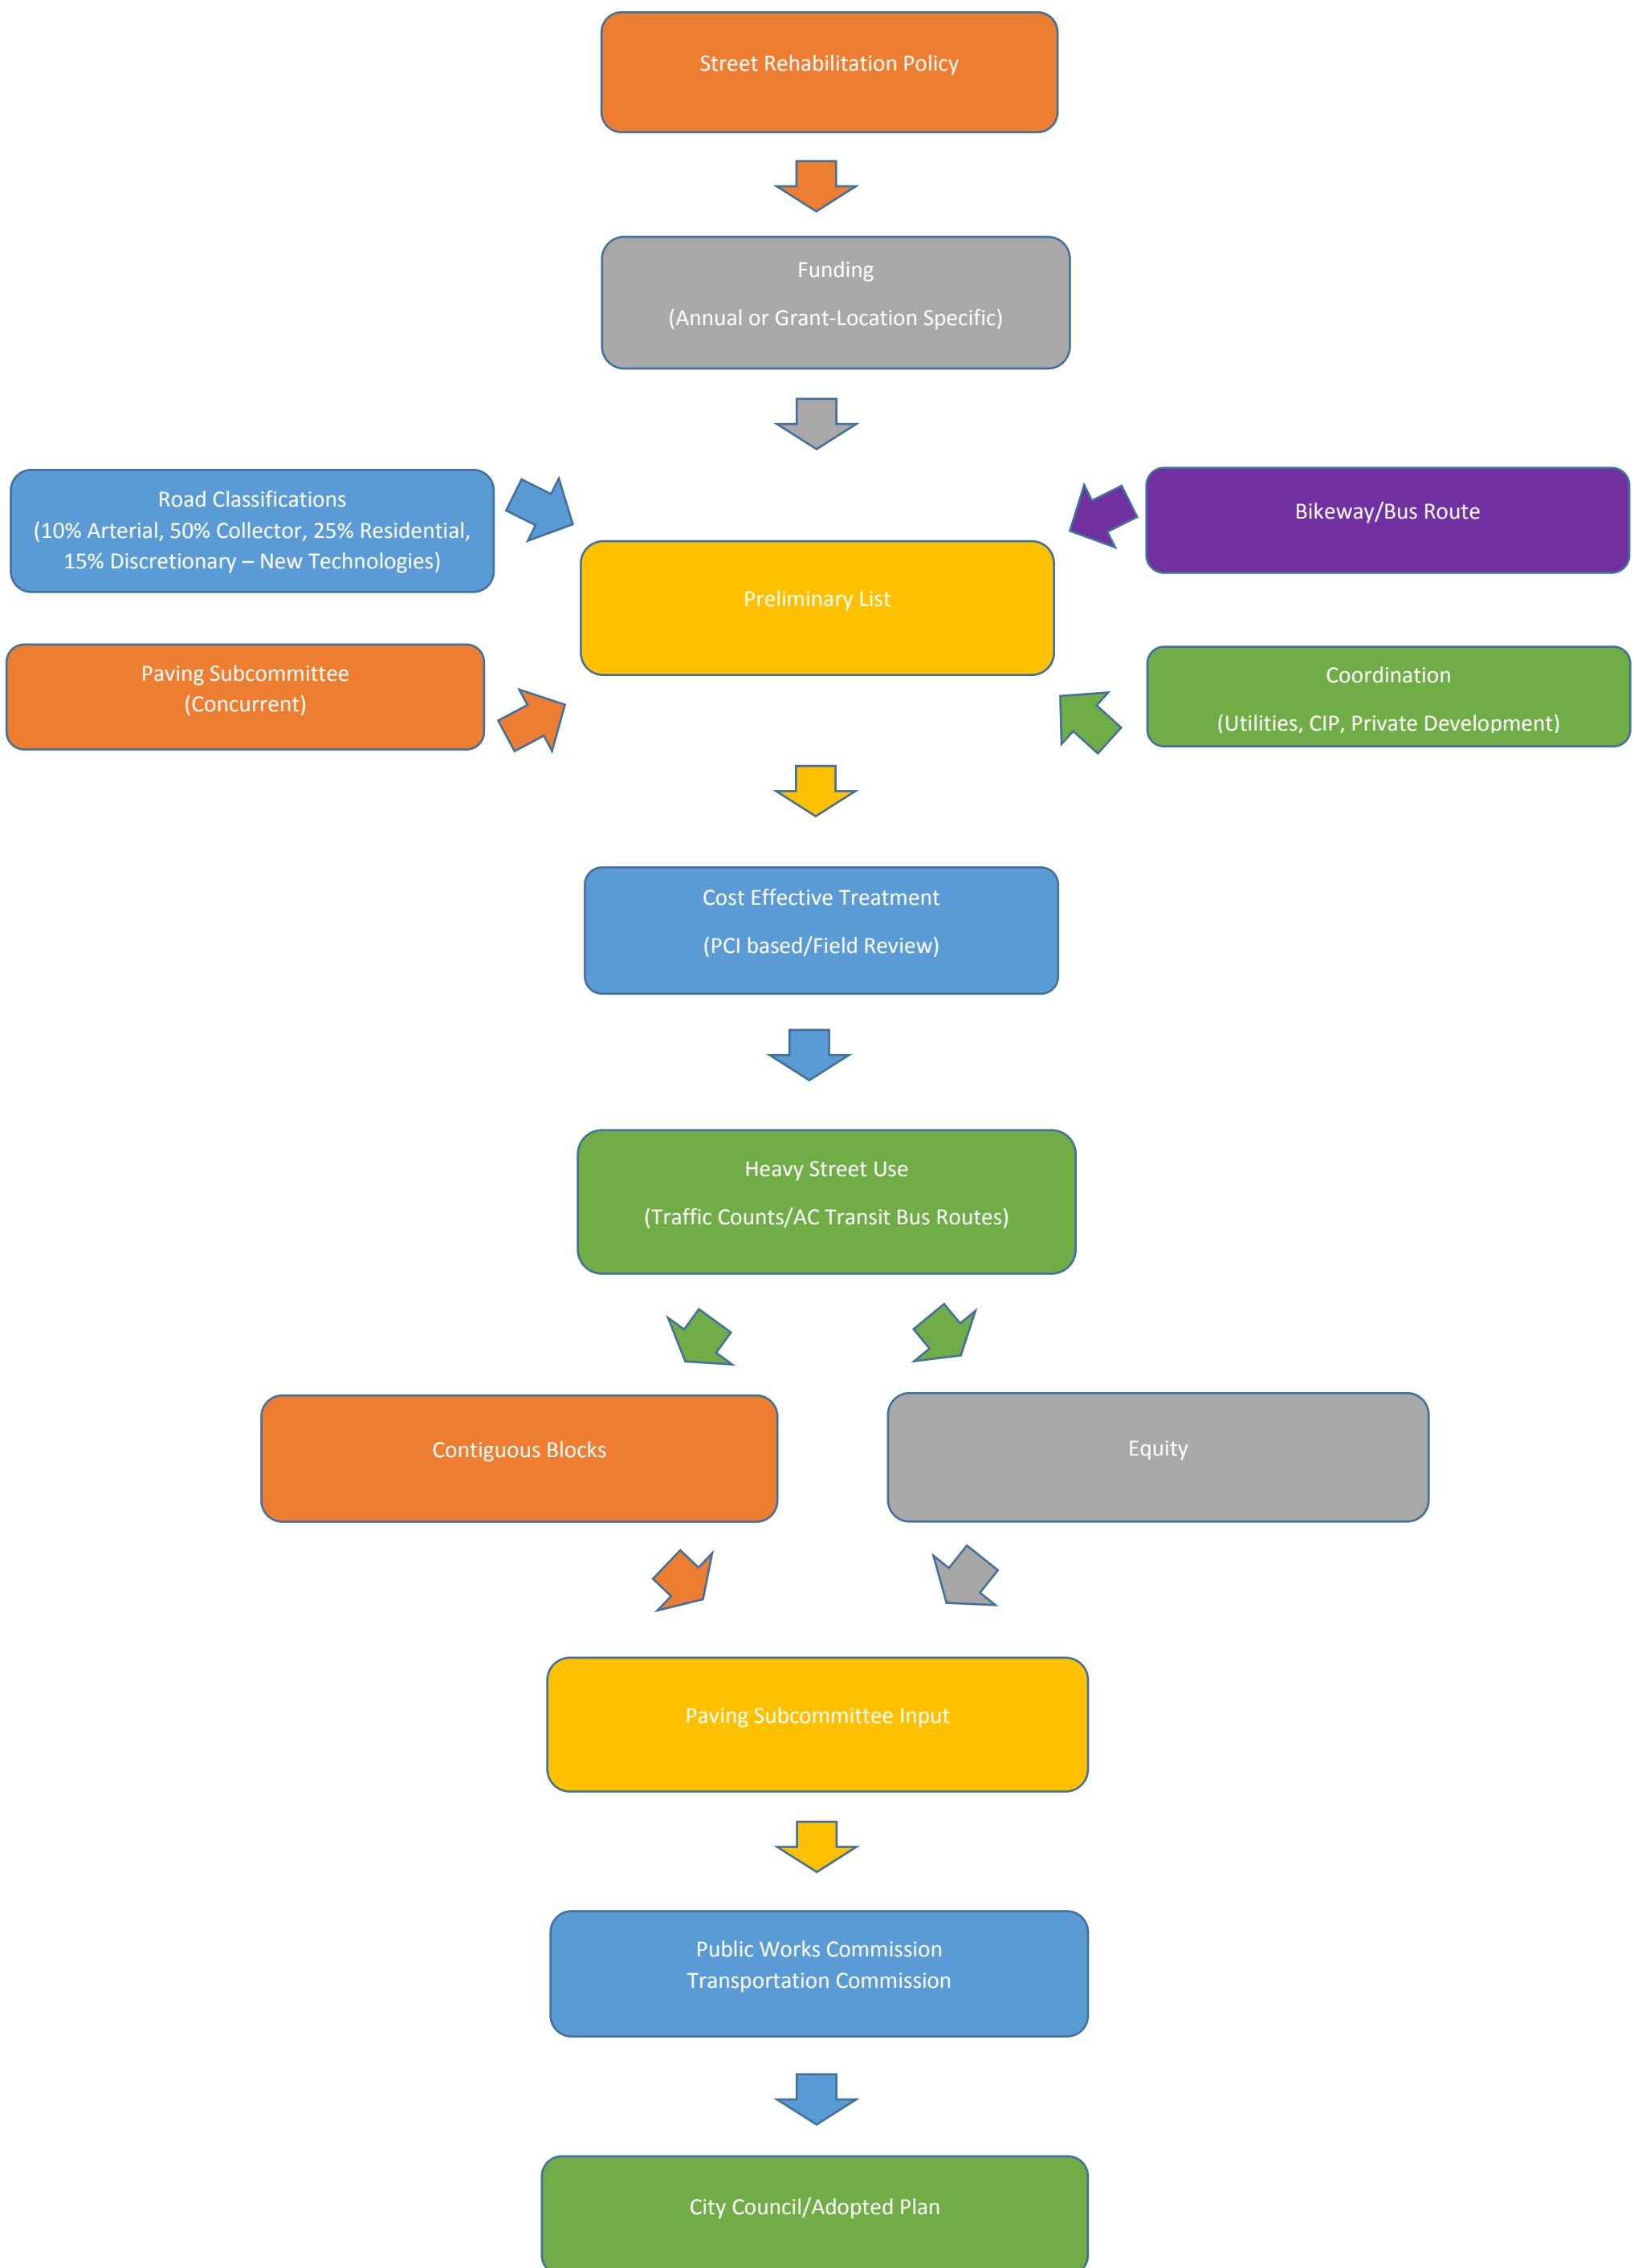 Street Rehabilitation Policy
Funding
(Annual or Grant-Location Specific)
Road Classifications
(10% Arterial, 50% Collector, 25% Residential,
15% Discretionary – New Technologies)
Bikeway/Bus Route
Preliminary List
Paving Subcommittee
(Concurrent)
Coordination
(Utilities, CIP, Private Development)
Cost Effective Treatment
(PCI based/Field Review)
Heavy Street Use
(Traffic Counts/AC Transit Bus Routes)
Contiguous Blocks
Equity
Paving Subcommittee Input
Public Works Commission
Transportation Commission
City Council/Adopted Plan